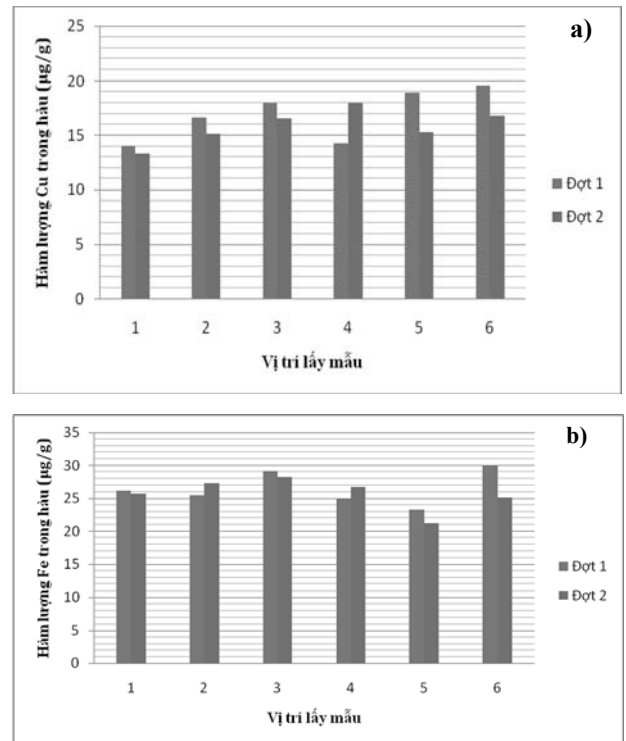 a)
Hàm lượng Cu trong hàu (µg/g)
25
20
15
10
5
0
1 2 3 4 5 6
Vị trí lấy mẫu
Đợt 1
Đợt 2
b)
Hàm lượng Fe trong hàu (µg/g)
35
30
25
20
15
10
5
0
1 2 3 4 5 6
Vị trí lấy mẫu
Đợt 1
Đợt 2